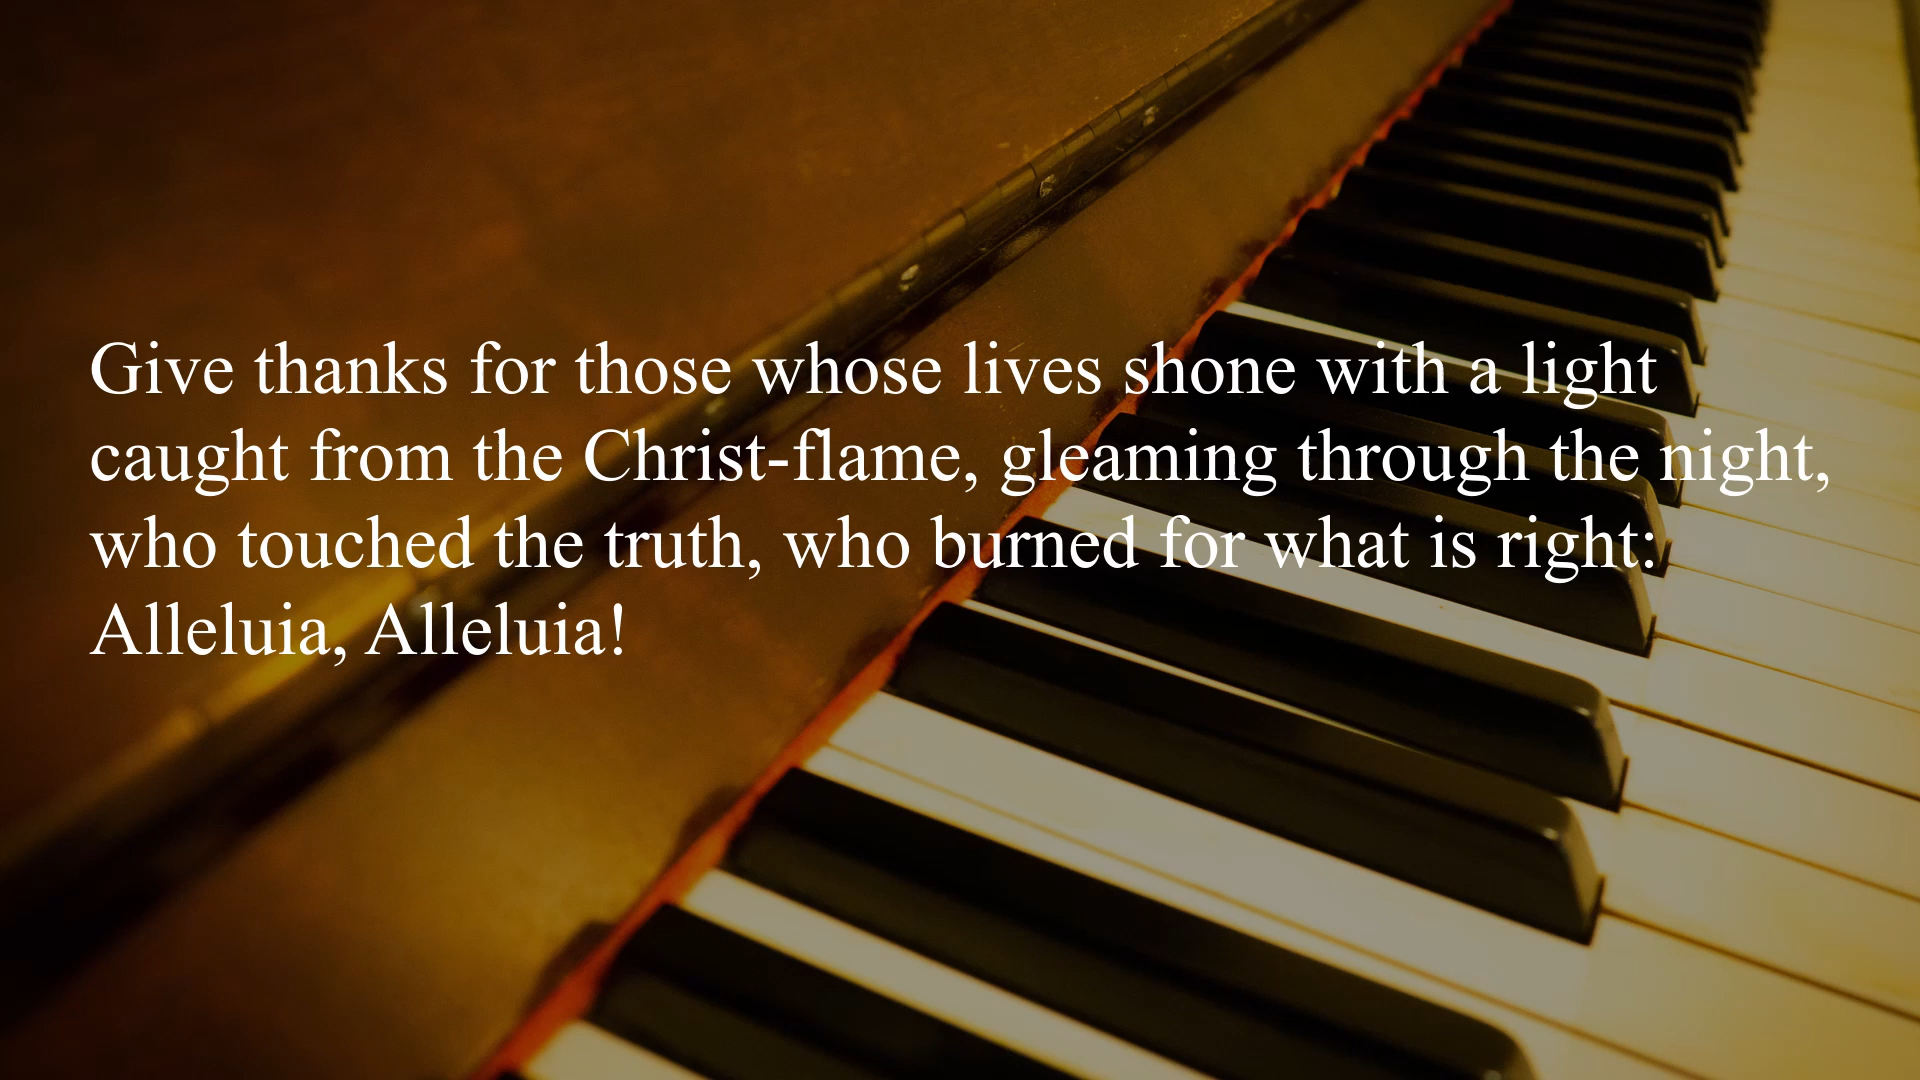 Give thanks for those whose lives shone with a light
caught from the Christ-flame, gleaming through the night,
who touched the truth, who burned for what is right:
Alleluia, Alleluia!